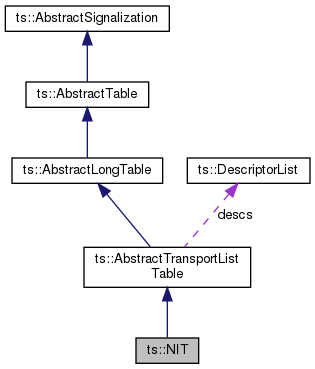 ts::AbstractSignalization
ts::AbstractTable
ts::AbstractLongTable
ts::DescriptorList
descs
ts::AbstractTransportList
Table
ts::NIT